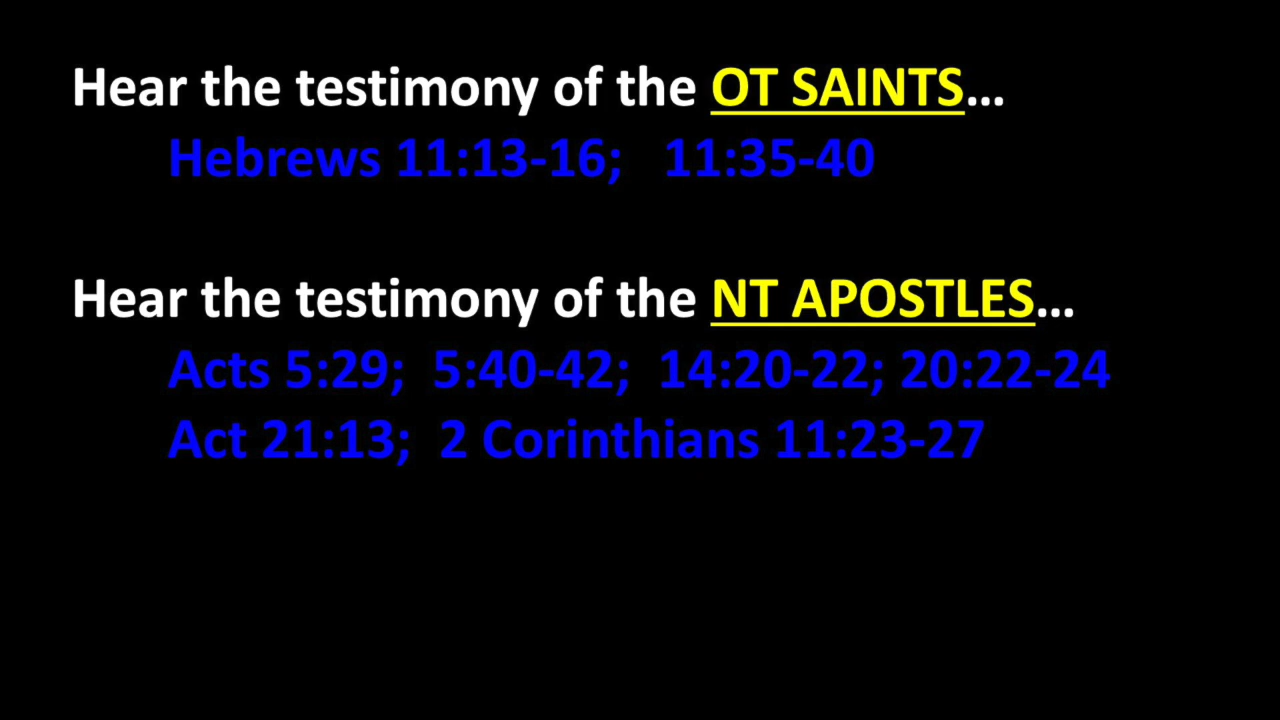 Hear the testimony of the OT SAINTS...
Hebrews 11:13-16;   11:35-40
Hear the testimony of the NT APOSTLES...
Acts 5:29;  5:40-42;  14:20-22; 20:22-24
Act 21:13;  2 Corinthians 11:23-27